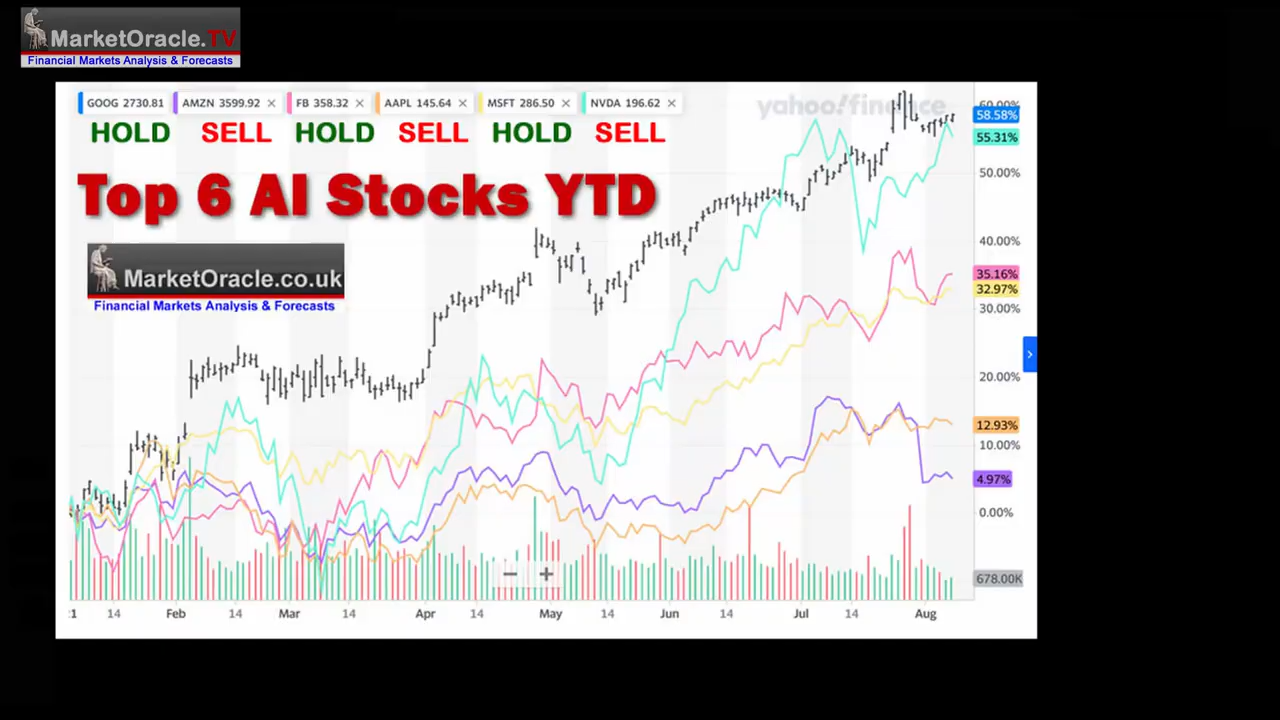 MarketOracle.TV
Financial Markets Analysis & Forecasts
GOOG 2730.81 AMZN 3599.92 × FB 358.32 × AAPL 145.64 × MSFT 286.50 × NVDA 196.62 ×
yahoo!finance
HOLD SELL HOLD SELL HOLD SELL
Top 6 AI Stocks YTD
MarketOracle.co.uk
Financial Markets Analysis & Forecasts
60.00%
58.58%
55.31%
50.00%
40.00%
35.16%
32.97%
30.00%
20.00%
12.93%
10.00%
4.97%
0.00%
678.00K
14 Feb 14 Mar 14 Apr 14 May 14 Jun 14 Jul 14 Aug